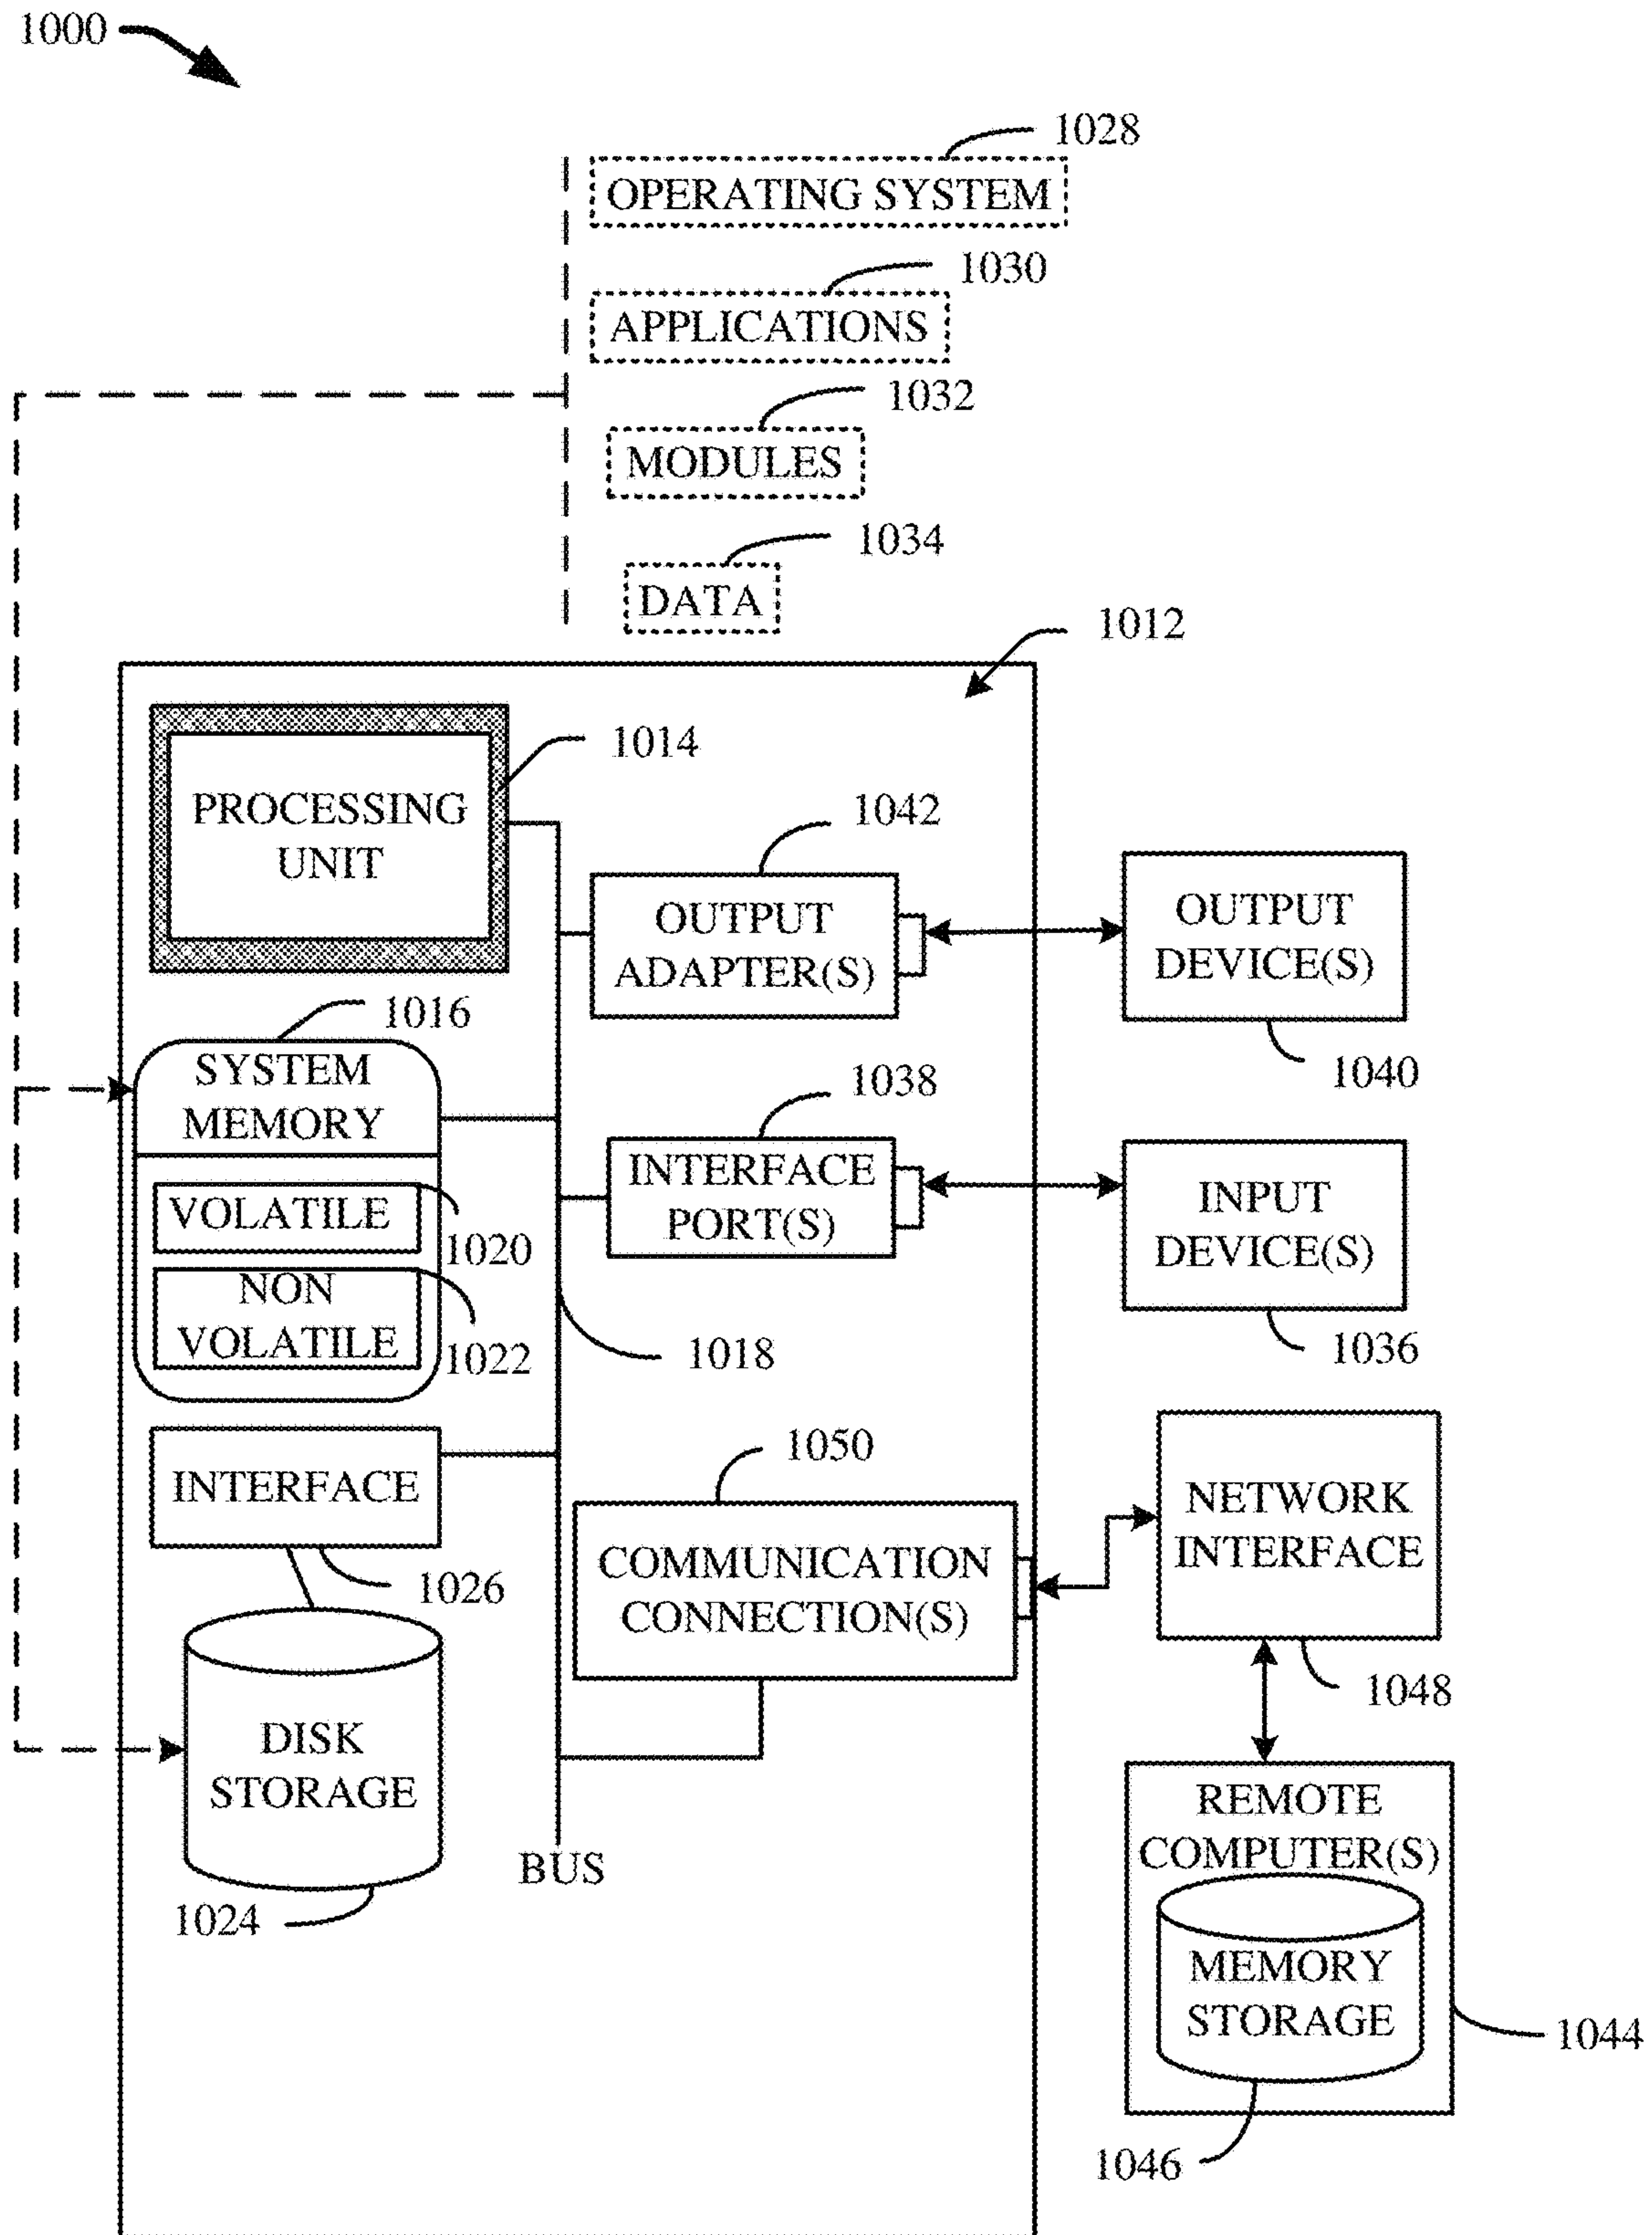 1000
1028
OPERATING SYSTEM
1030
APPLICATIONS
1032
MODULES
1034
DATA
1012
1014
PROCESSING
UNIT
1042
OUTPUT
ADAPTER(S)
OUTPUT
DEVICE(S)
1040
1016
SYSTEM
MEMORY
VOLATILE
1020
NON
VOLATILE
1022
1038
INTERFACE
PORT(S)
INPUT
DEVICE(S)
1036
1018
INTERFACE
1026
1050
COMMUNICATION
CONNECTION(S)
NETWORK
INTERFACE
1048
DISK
STORAGE
1024
BUS
REMOTE
COMPUTER(S)
MEMORY
STORAGE
1044
1046